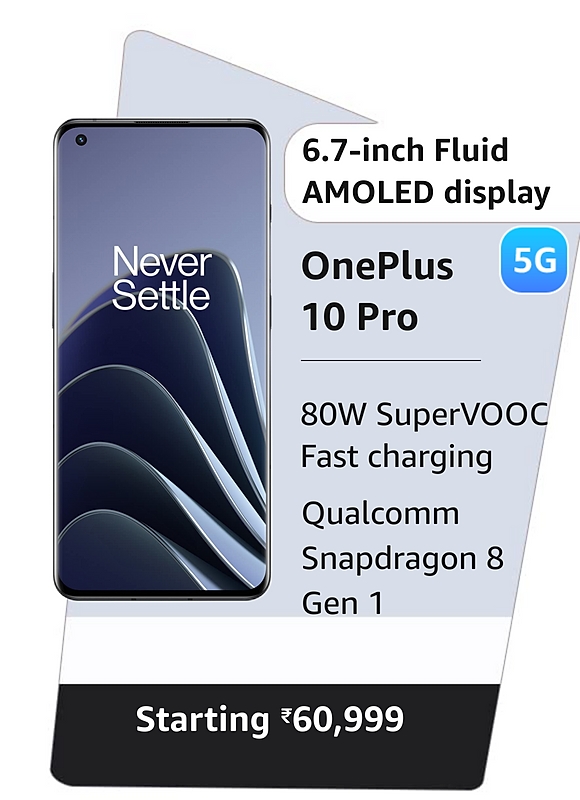 6.7-inch Fluid
AMOLED display
Never
Settle
OnePlus
10 Pro
5G
80W SuperVOOC
Fast charging
Qualcomm
Snapdragon 8
Gen 1
Starting ₹60,999